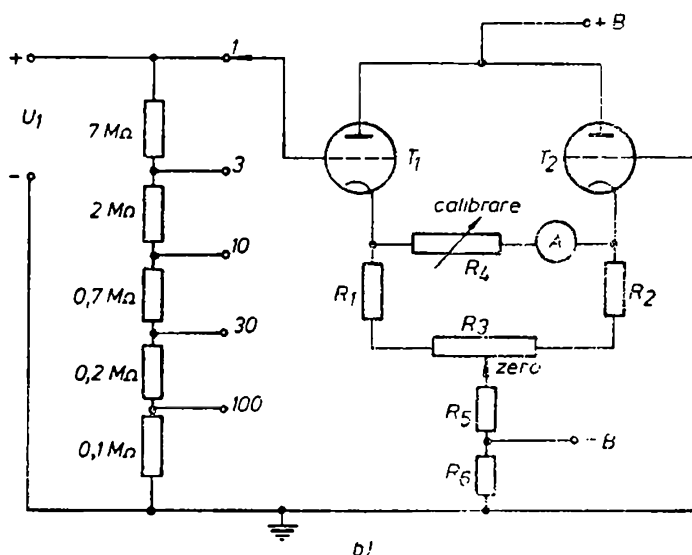 + B
+
1
U1
7 MΩ
T1
T2
-
3
calibrare
2 MΩ
A
10
R4
R1
R2
0,7 MΩ
R3
30
zero
0,2 MΩ
100
R5
- B
0,1 MΩ
R6
b)